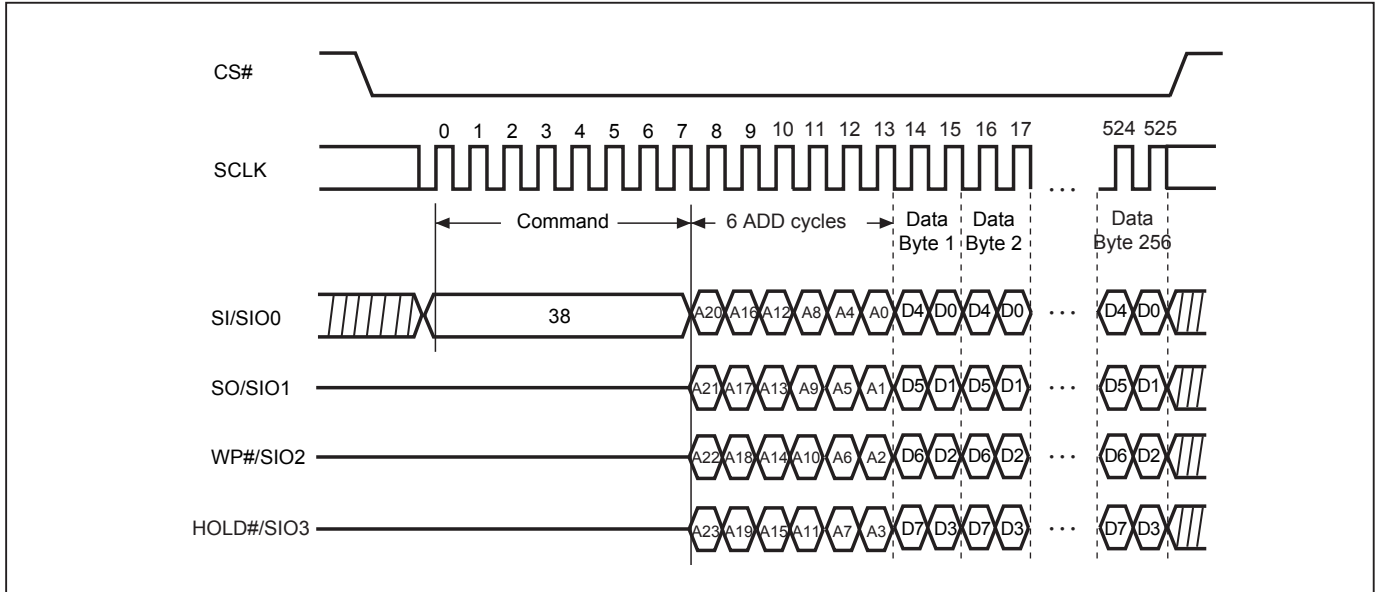 CS#
0 1 2 3 4 5 6 7 8 9 10 11 12 13 14 15 16 17 524 525
SCLK
...
Command 6 ADD cycles Data Data Data
Byte 1 Byte 2 Byte 256
SI/SIO0 38 A20 A16 A12 A8 A4 A0 D4 D0 D4 D0 ... D4 D0
SO/SIO1 A21 A17 A13 A9 A5 A1 D5 D1 D5 D1 ... D5 D1
WP#/SIO2 A22 A18 A14 A10 A6 A2 D6 D2 D6 D2 ... D6 D2
HOLD#/SIO3 A23 A19 A15 A11 A7 A3 D7 D3 D7 D3 ... D7 D3